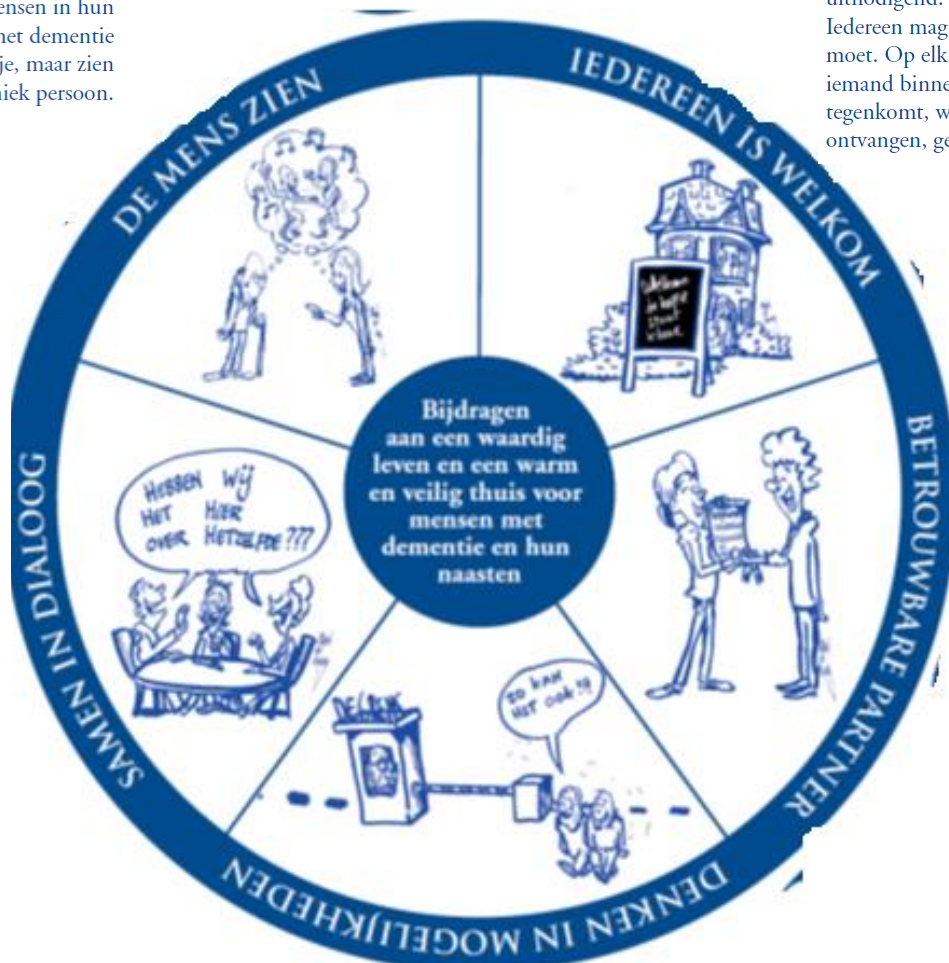 ensen in hun
met dementie
je, maar zien
niek persoon.
uitnodigend.
Iedereen mag
moet. Op elk
iemand binne
tegenkomt, w
ontvangen, ge
DE MENS ZIEN
IEDEREEN IS WELKOM
BETROUWBARE PARTNER
DENKEN IN MOGELIJKHEDEN
SAMEN IN DIALOOG
Bijdragen
aan een waardig
leven en een warm
en veilig thuis voor
mensen met
dementie en hun
naasten
HEBBEN WIJ
HET HIER
OVER HETZELFDE???
ZO KAN
HET OOK!?